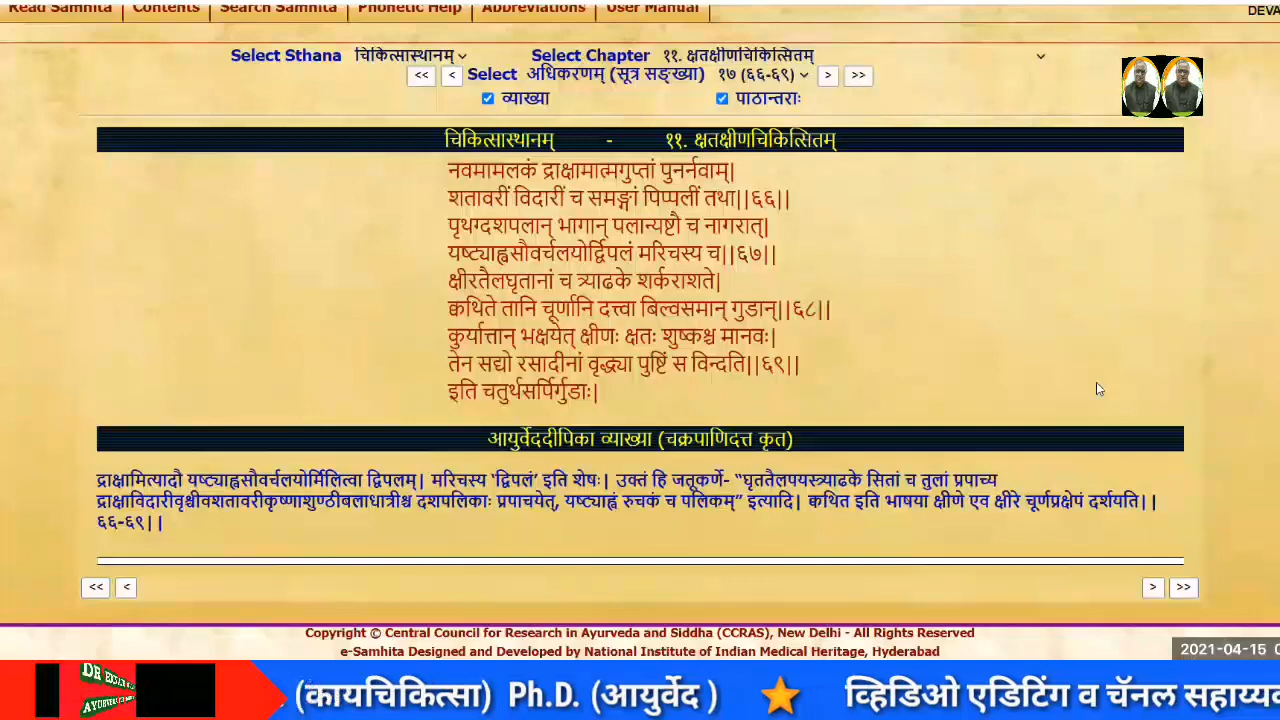 Read Samhita Contents Search Samhita Phonetic Help Abbreviations User Manual
DEVA
Select Sthana चिकित्सास्थानम् Select Chapter ११. क्षतक्षीणचिकित्सितम्
<< < Select अधिकरणम् (सूत्र सङ्ख्या) १७ (६६-६९) > >>
व्याख्या पाठान्तराः
चिकित्सास्थानम् - ११. क्षतक्षीणचिकित्सितम्
नवमामलकं द्राक्षामात्मगुप्तां पुनर्नवाम्|
शतावरीं विदारीं च समङ्गां पिप्पलीं तथा||६६||
पृथग्दशपलान् भागान् पलान्यष्टौ च नागरात्|
यष्ट्याह्वसौवर्चलयोर्द्विपलं मरिचस्य च||६७||
क्षीरतैलघृतानां च त्र्याढके शर्कराशते|
क्वथिते तानि चूर्णानि दत्त्वा बिल्वसमान् गुडान्||६८||
कुर्यात्तान् भक्षयेत् क्षीणः क्षतः शुष्कश्च मानवः|
तेन सद्यो रसादीनां वृद्ध्या पुष्टिं स विन्दति||६९||
इति चतुर्थसर्पिर्गुडाः|
आयुर्वेददीपिका व्याख्या (चक्रपाणिदत्त कृत)
द्राक्षामित्यादौ यष्ट्याह्वसौवर्चलयोर्मिलित्वा द्विपलम्| मरिचस्य ‘द्विपलं’ इति शेषः| उक्तं हि जतूकर्णे- “घृततैलपयस्त्र्याढके सितां च तुलां प्रपाच्य
द्राक्षाविदारीवृश्चीवशतावरीकृष्णाशुण्ठीबलाधात्रीश्च दशपलिकाः प्रपाचयेत्, यष्ट्याह्वं रुचकं च पलिकम्” इत्यादि| क्वथित इति भाषया क्षीणे एव क्षीरे चूर्णप्रक्षेपं दर्शयति||
६६-६९||
<< < > >>
Copyright © Central Council for Research in Ayurveda and Siddha (CCRAS), New Delhi - All Rights Reserved
e-Samhita Designed and Developed by National Institute of Indian Medical Heritage, Hyderabad
2021-04-15
(कायचिकित्सा) Ph.D. (आयुर्वेद ) व्हिडिओ एडिटिंग व चॅनल सहाय्यक